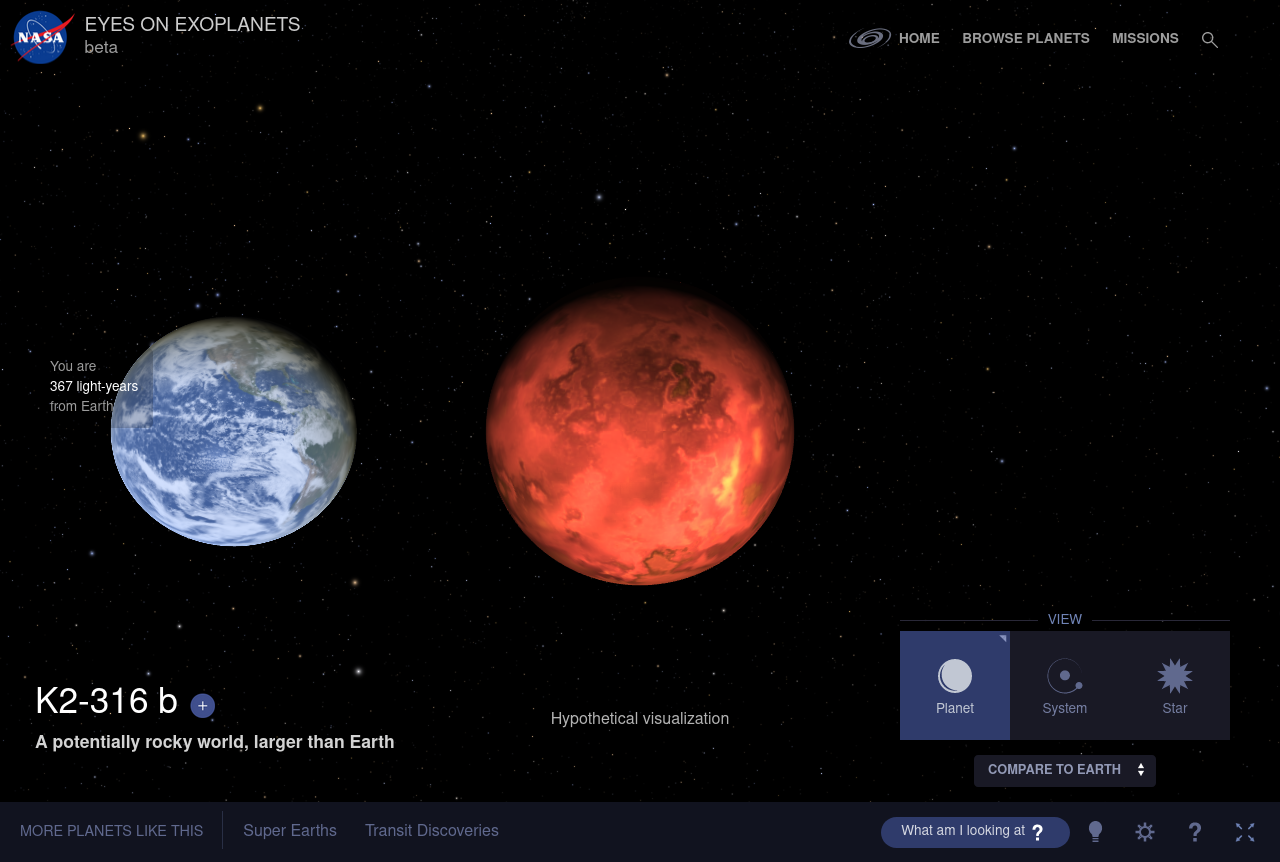 NASA
EYES ON EXOPLANETS
beta
HOME
BROWSE PLANETS
MISSIONS
You are
367 light-years
from Earth
K2-316 b +
A potentially rocky world, larger than Earth
Hypothetical visualization
VIEW
Planet
System
Star
COMPARE TO EARTH
MORE PLANETS LIKE THIS
Super Earths
Transit Discoveries
What am I looking at ?
?